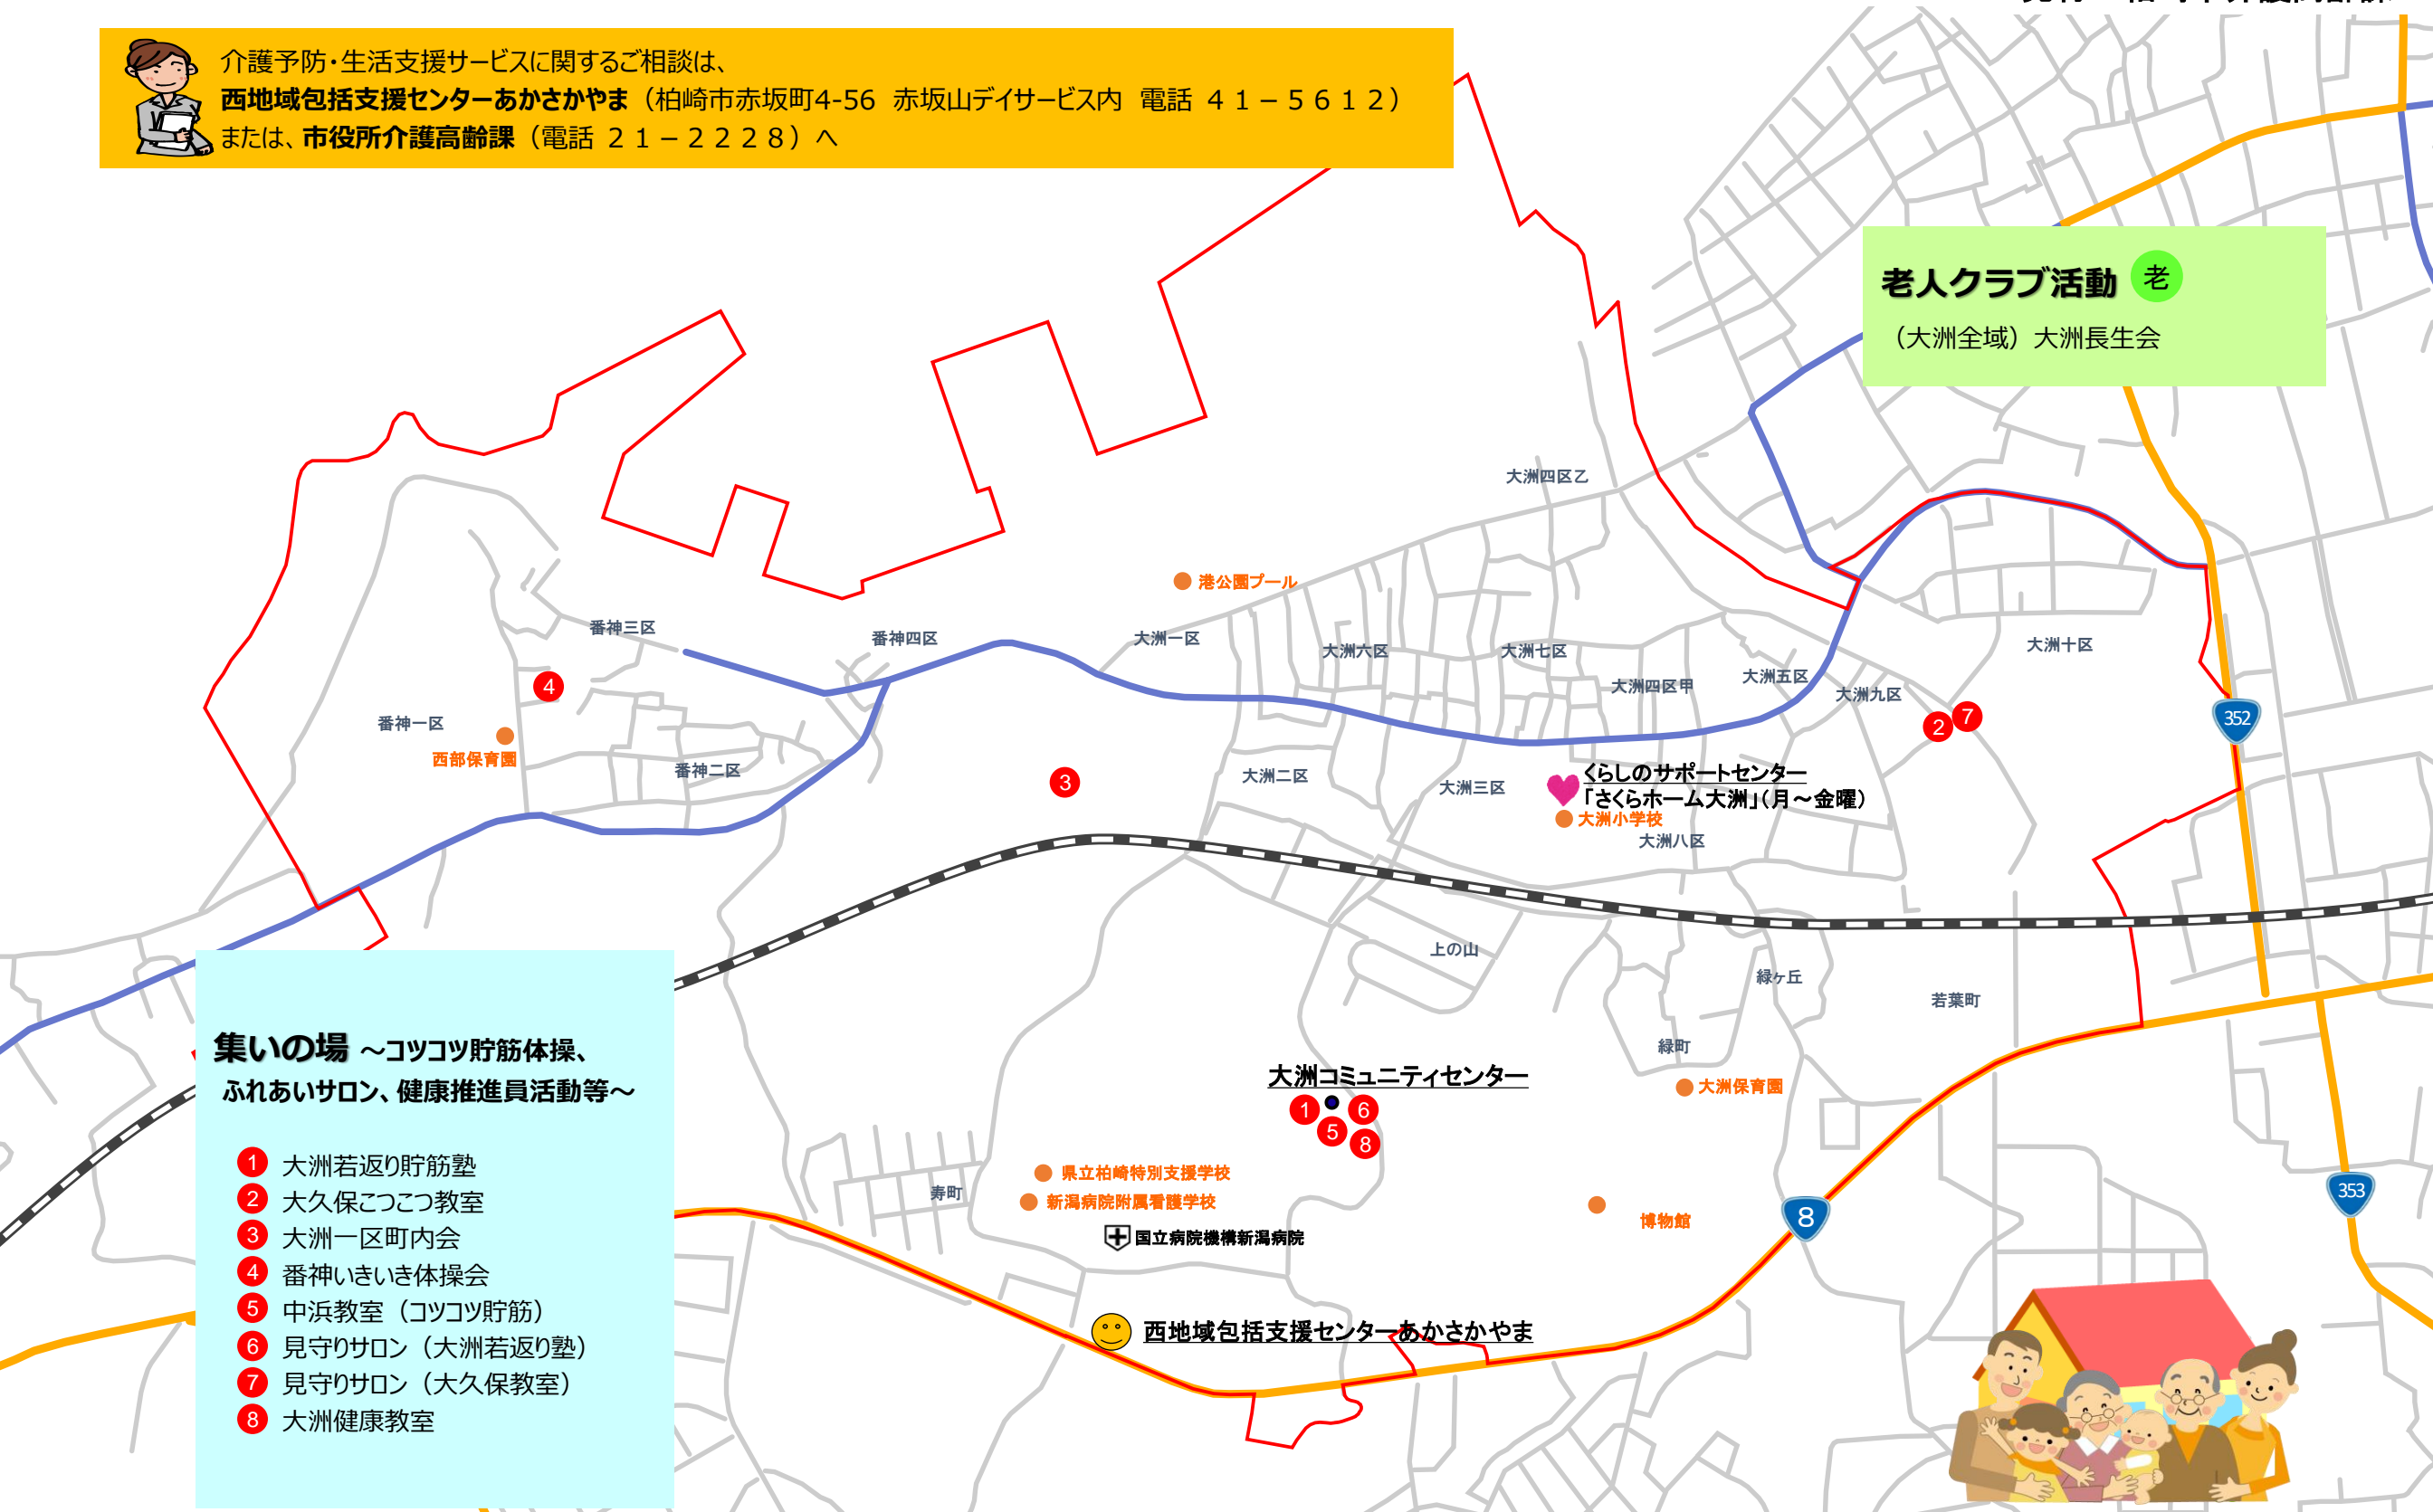 介護予防・生活支援サービスに関するご相談は、
西地域包括支援センターあかさかやま（柏崎市赤坂町4-56 赤坂山デイサービス内 電話 ４１－５６１２）
または、市役所介護高齢課（電話 ２１－２２２８）へ
老人クラブ活動 老
（大洲全域）大洲長生会
大洲四区乙
港公園プール
番神三区
番神四区
大洲一区
大洲六区
大洲七区
大洲十区
大洲四区甲
大洲五区
大洲九区
4
番神一区
2
7
352
西部保育園
番神二区
3
大洲二区
大洲三区
くらしのサポートセンター
「さくらホーム大洲」（月～金曜）
大洲小学校
大洲八区
上の山
緑ヶ丘
若葉町
緑町
大洲コミュニティセンター
1
6
5
8
大洲保育園
県立柏崎特別支援学校
寿町
新潟病院附属看護学校
国立病院機構新潟病院
博物館
8
353
西地域包括支援センターあかさかやま
集いの場 ～コツコツ貯筋体操、
ふれあいサロン、健康推進員活動等～
1 大洲若返り貯筋塾
2 大久保こつこつ教室
3 大洲一区町内会
4 番神いきいき体操会
5 中浜教室（コツコツ貯筋）
6 見守りサロン（大洲若返り塾）
7 見守りサロン（大久保教室）
8 大洲健康教室